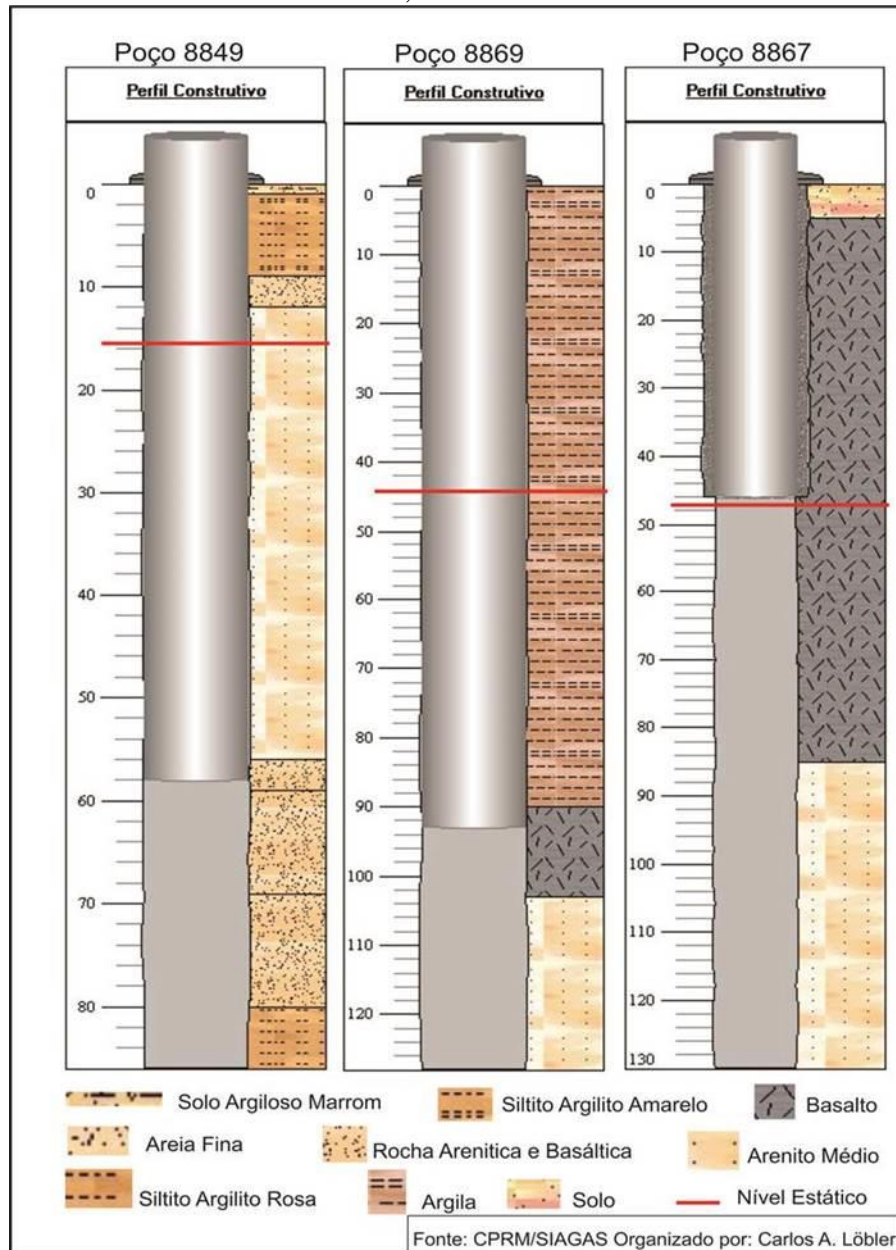 Poço 8849
Poço 8869
Poço 8867
Perfil Construtivo
Perfil Construtivo
Perfil Construtivo
0
10
20
30
40
50
60
70
80
0
10
20
30
40
50
60
70
80
90
100
110
120
0
10
20
30
40
50
60
70
80
90
100
110
120
130
Solo Argiloso Marrom
Siltito Argilito Amarelo
Basalto
Areia Fina
Rocha Arenitica e Basáltica
Arenito Médio
Siltito Argilito Rosa
Argila
Solo
Nível Estático
Fonte: CPRM/SIAGAS Organizado por: Carlos A. Löbler